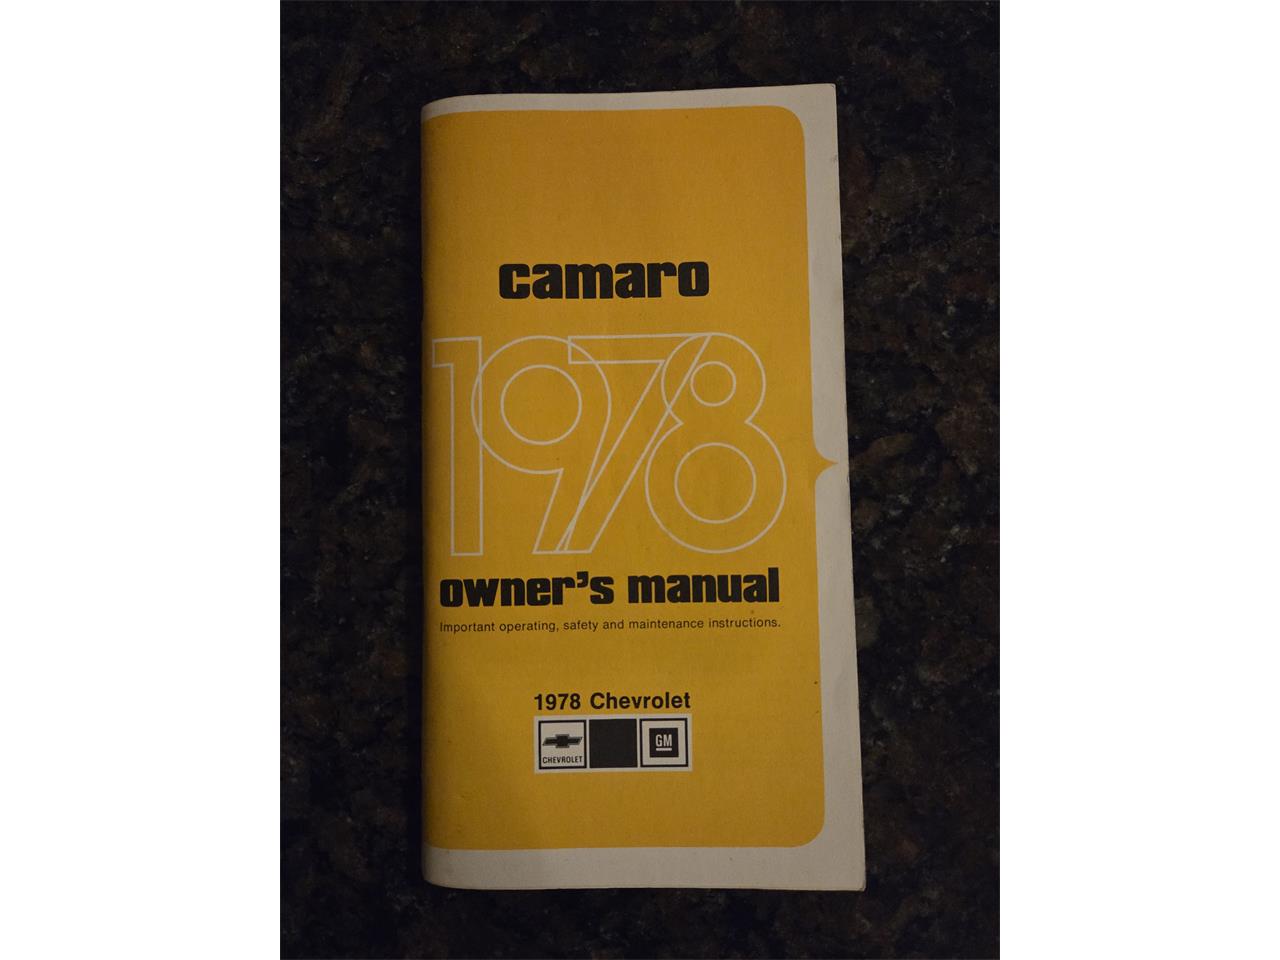 camaro
1978
owner's manual
Important operating, safety and maintenance instructions.
1978 Chevrolet
CHEVROLET
GM